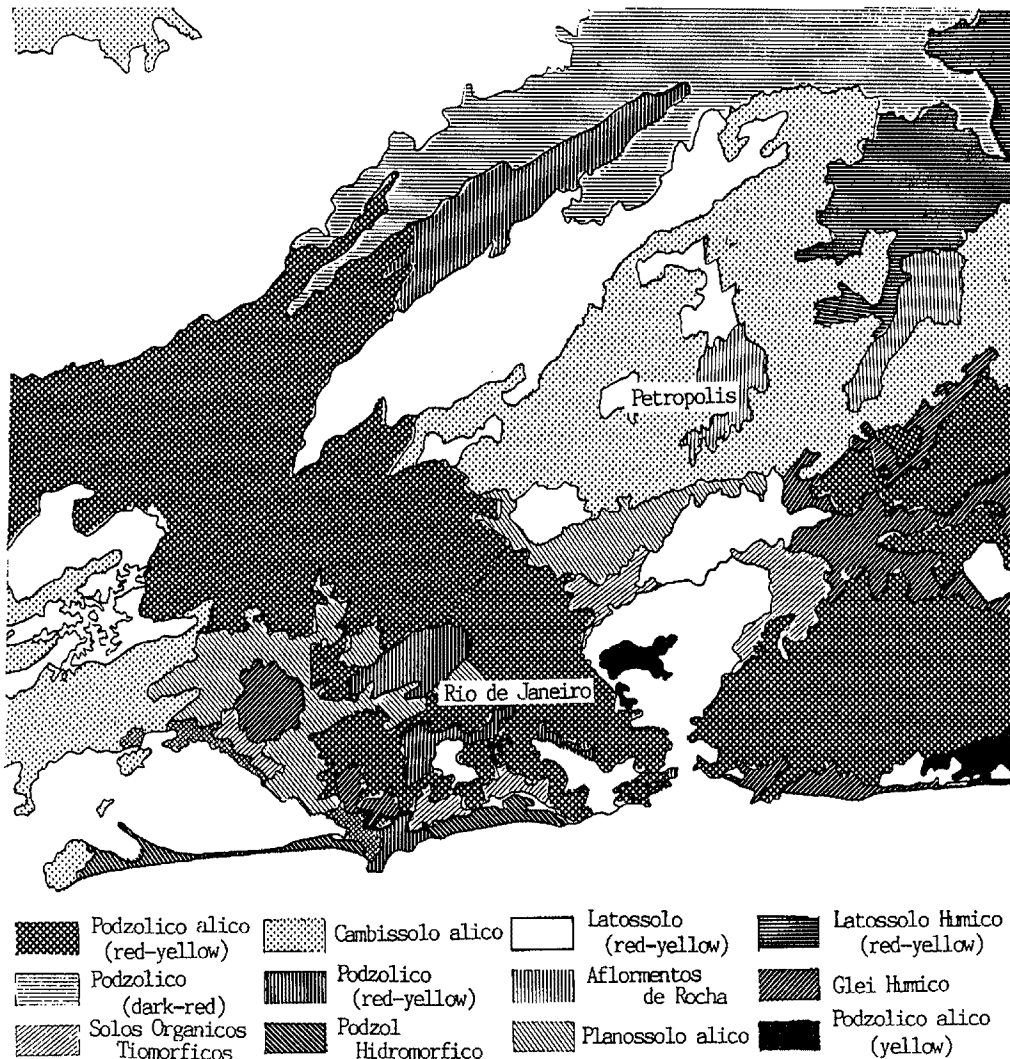 Petropolis
Rio de Janeiro
Podzolico alico
(red-yellow)
Cambissolo alico
Latossolo
(red-yellow)
Latossolo Humico
(red-yellow)
Podzolico
(dark-red)
Podzolico
(red-yellow)
Aflormentos
de Rocha
Glei Humico
Solos Organicos
Tiomorficos
Podzol
Hidromorfico
Planossolo alico
Podzolico alico
(yellow)